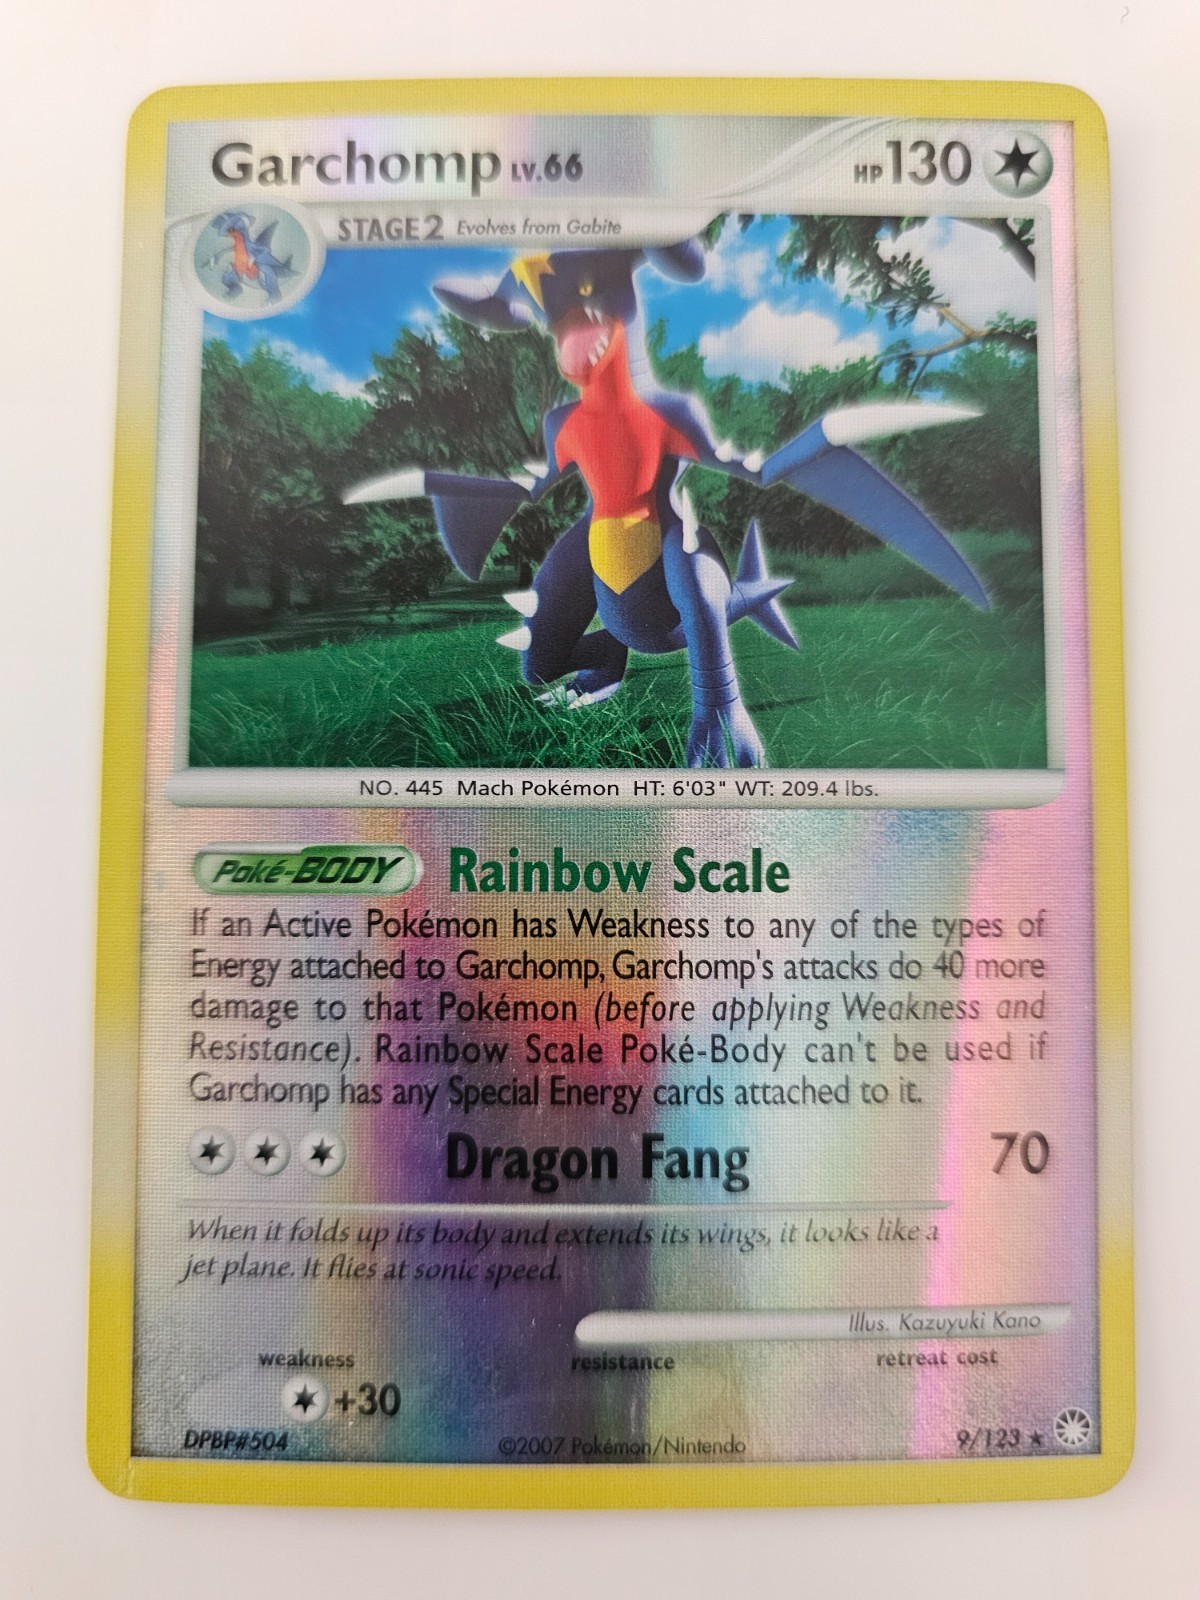 Garchomp LV.66 HP 130
STAGE 2 Evolves from Gabite
NO. 445 Mach Pokémon HT: 6'03" WT: 209.4 lbs.
Poké-BODY Rainbow Scale
If an Active Pokémon has Weakness to any of the types of
Energy attached to Garchomp, Garchomp's attacks do 40 more
damage to that Pokémon (before applying Weakness and
Resistance). Rainbow Scale Poké-Body can't be used if
Garchomp has any Special Energy cards attached to it.
Dragon Fang 70
When it folds up its body and extends its wings, it looks like a
jet plane. It flies at sonic speed.
Illus. Kazuyuki Kano
weakness resistance retreat cost
+30
DPBP#504 ©2007 Pokémon/Nintendo 9/123 ★